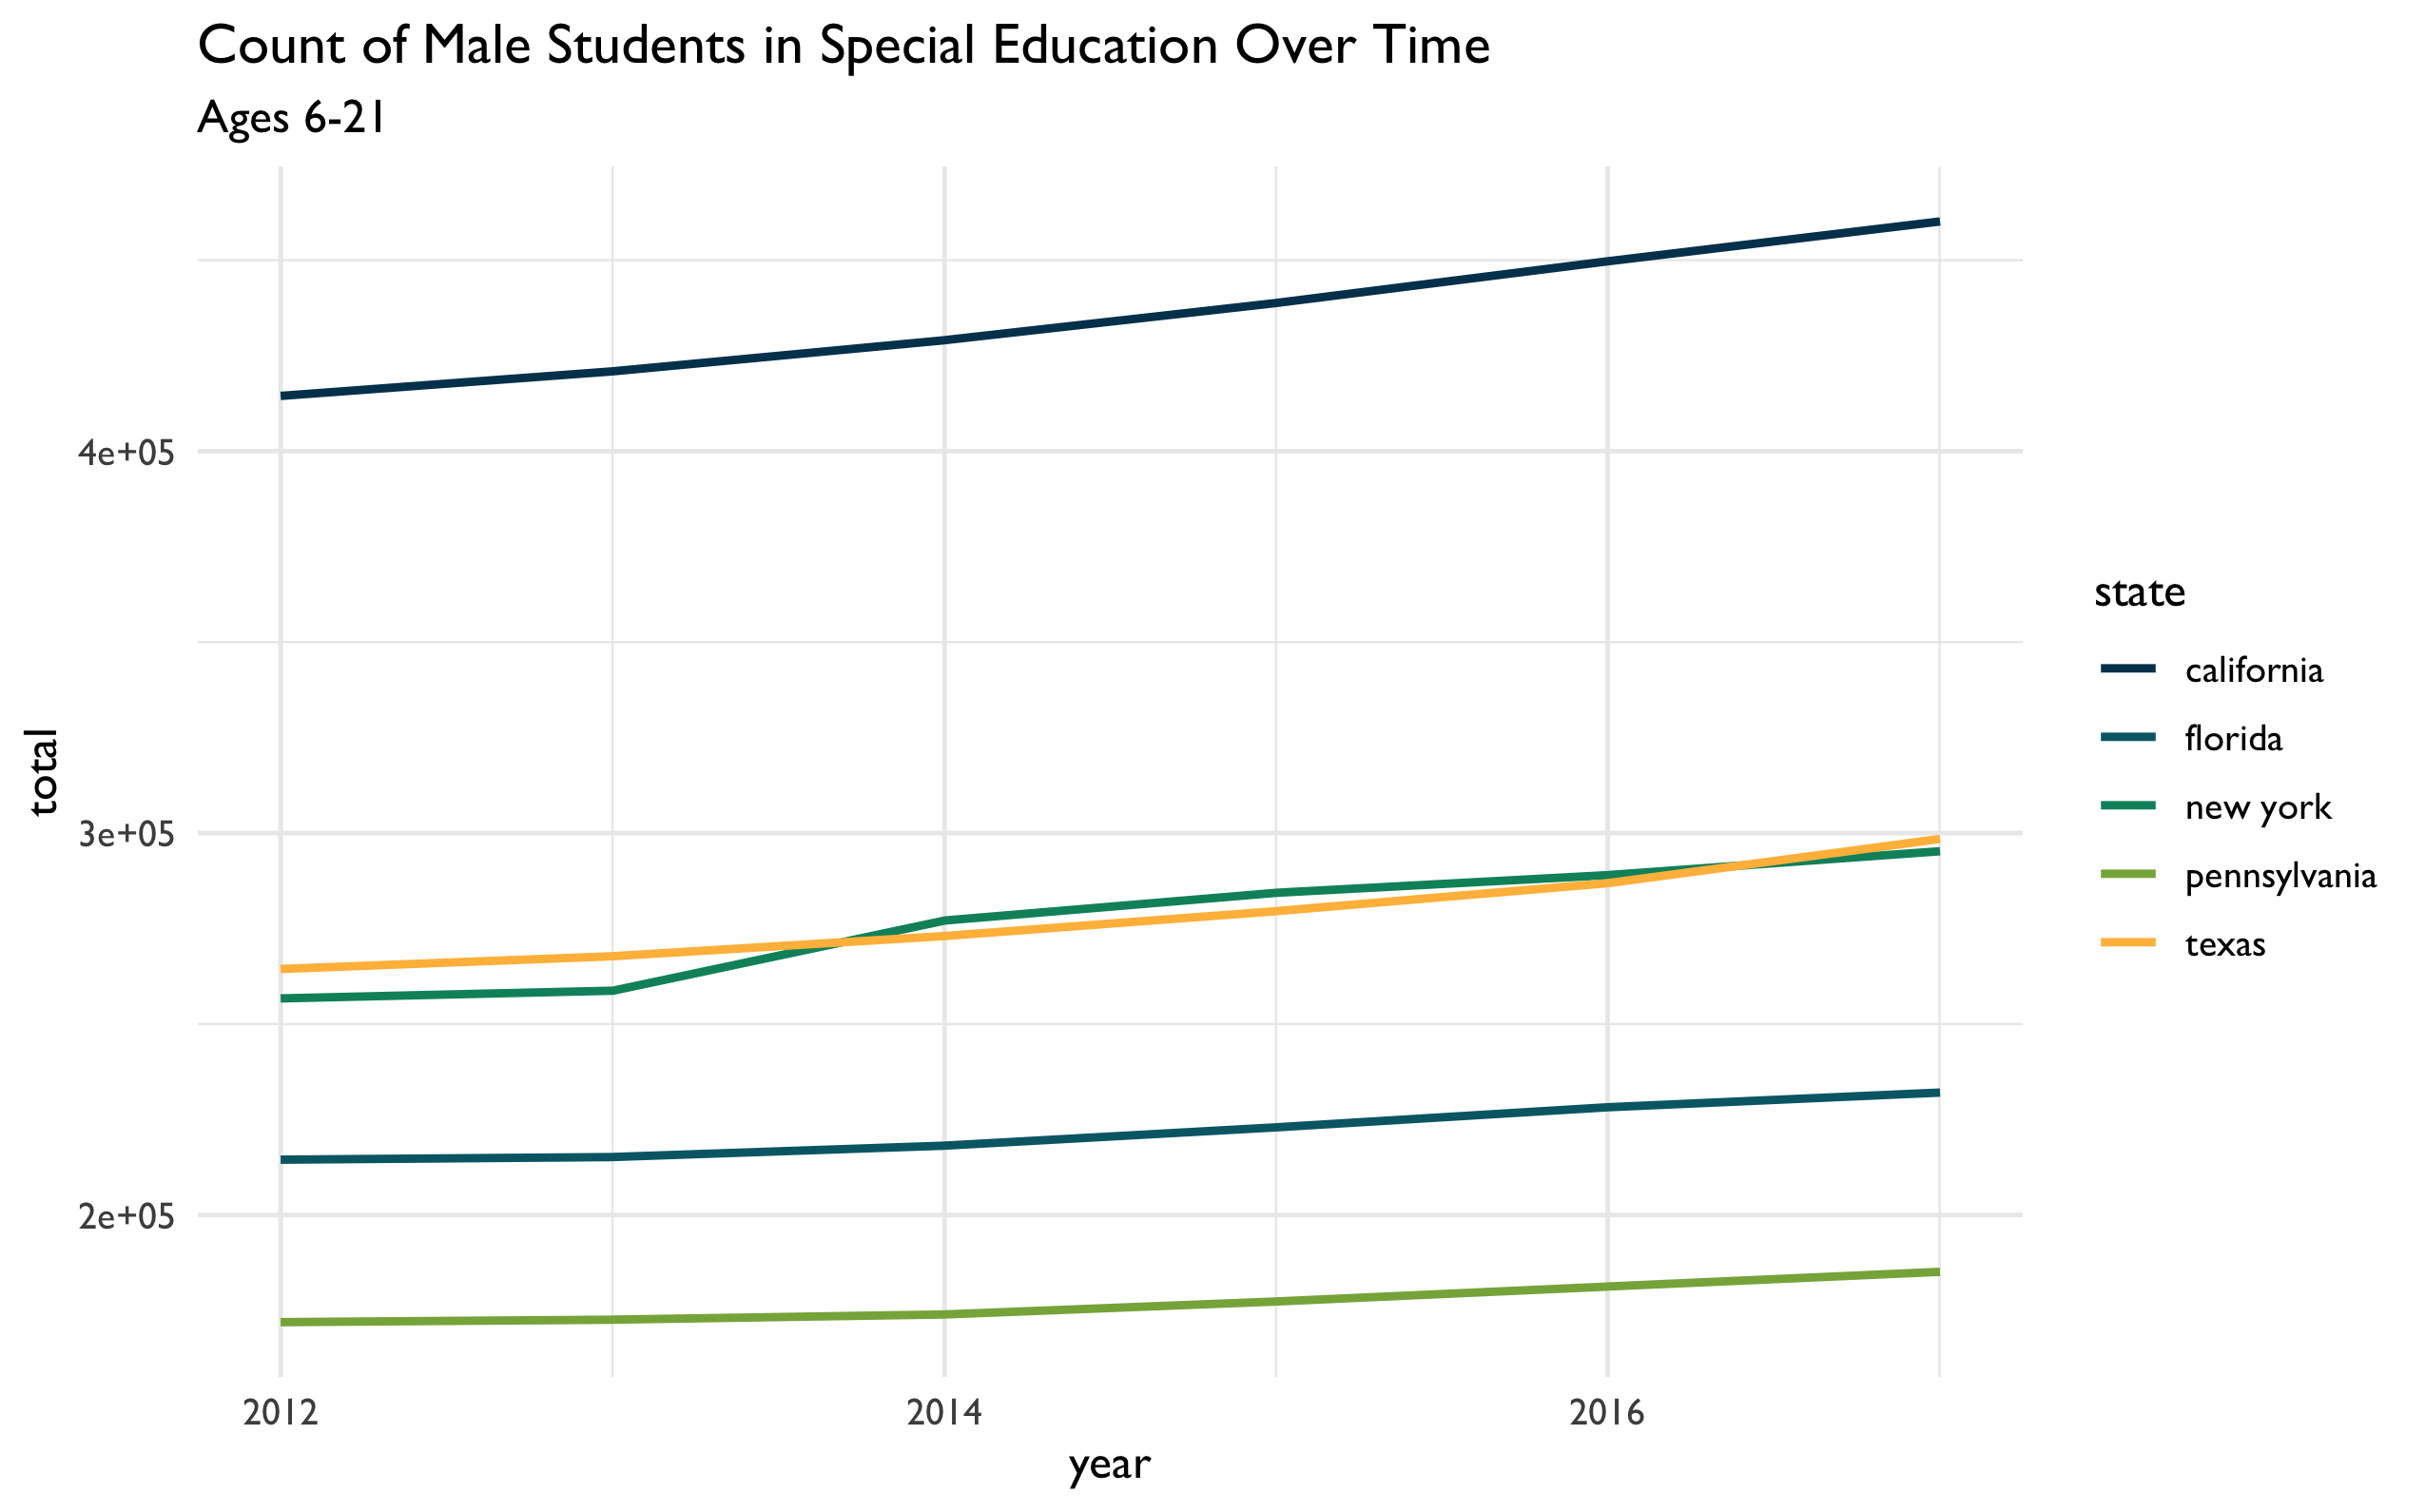 Count of Male Students in Special Education Over Time
Ages 6-21
total
4e+05
3e+05
2e+05
2012 2014 2016
year
state
california
florida
new york
pennsylvania
texas